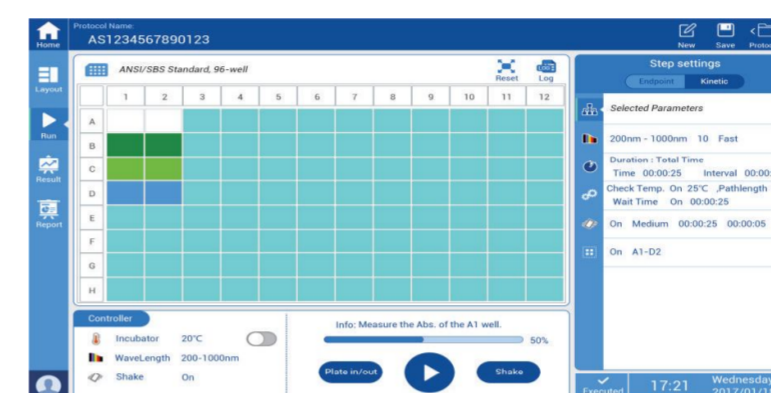 Protocol Name:
AS1234567890123
Home
New
Save
Protoc
Layout
Run
Result
Report
ANSI/SBS Standard, 96-well
Reset
Log
1 2 3 4 5 6 7 8 9 10 11 12
A
B
C
D
E
F
G
H
Step settings
Endpoint Kinetic
Selected Parameters
200nm - 1000nm 10 Fast
Duration : Total Time
Time 00:00:25 Interval 00:00:
Check Temp. On 25°C ,Pathlength
Wait Time On 00:00:25
On Medium 00:00:25 00:00:05
On A1-D2
Controller
Incubator 20°C
WaveLength 200-1000nm
Shake On
Info: Measure the Abs. of the A1 well.
50%
Plate in/out
Shake
Executed
17:21
Wednesday